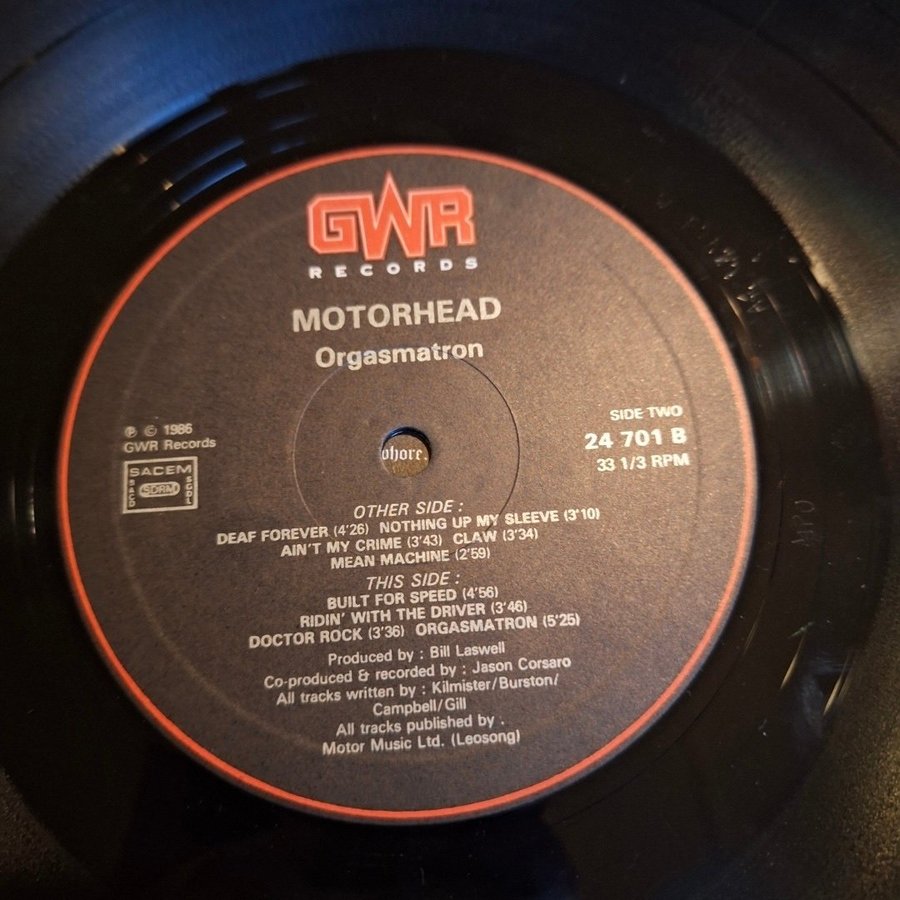 GWR
RECORDS
MOTORHEAD
Orgasmatron
℗ © 1986
GWR Records
SACEM
SACD
SDRM
SGDL
SIDE TWO
24 701 B
33 1/3 RPM
phore.
OTHER SIDE :
DEAF FOREVER (4'26) NOTHING UP MY SLEEVE (3'10)
AIN'T MY CRIME (3'43) CLAW (3'34)
MEAN MACHINE (2'59)
THIS SIDE :
BUILT FOR SPEED (4'56)
RIDIN' WITH THE DRIVER (3'46)
DOCTOR ROCK (3'36) ORGASMATRON (5'25)
Produced by : Bill Laswell
Co-produced & recorded by : Jason Corsaro
All tracks written by : Kilmister/Burston/
Campbell/Gill
All tracks published by .
Motor Music Ltd. (Leosong)